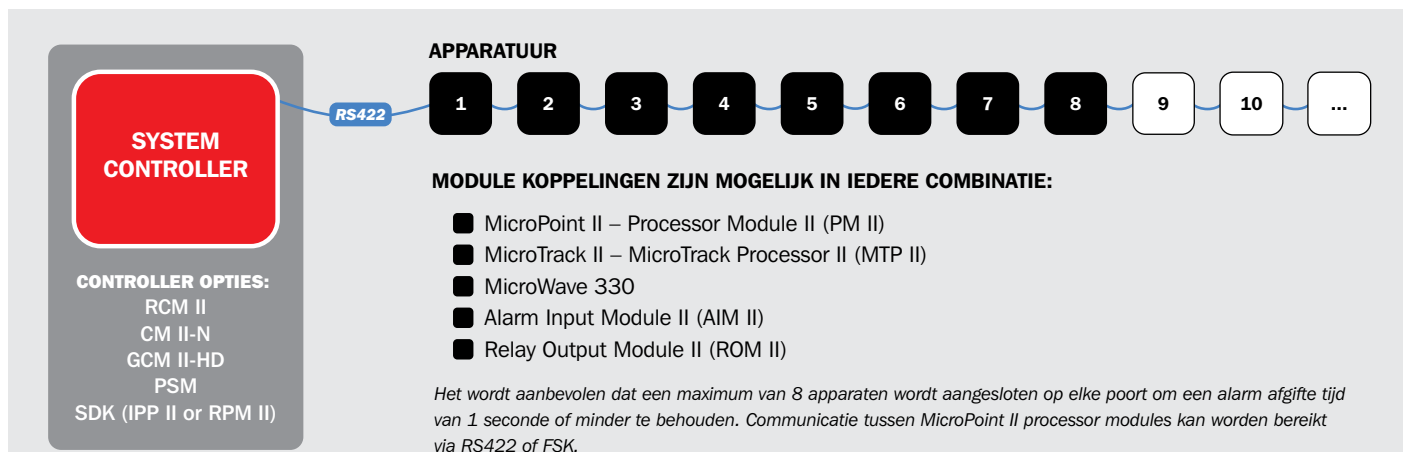 SYSTEM
CONTROLLER
CONTROLLER OPTIES:
RCM II
CM II-N
GCM II-HD
PSM
SDK (IPP II or RPM II)
RS422
APPARATUUR
1 2 3 4 5 6 7 8 9 10 ...
MODULE KOPPELINGEN ZIJN MOGELIJK IN IEDERE COMBINATIE:
MicroPoint II – Processor Module II (PM II)
MicroTrack II – MicroTrack Processor II (MTP II)
MicroWave 330
Alarm Input Module II (AIM II)
Relay Output Module II (ROM II)
Het wordt aanbevolen dat een maximum van 8 apparaten wordt aangesloten op elke poort om een alarm afgifte tijd
van 1 seconde of minder te behouden. Communicatie tussen MicroPoint II processor modules kan worden bereikt
via RS422 of FSK.